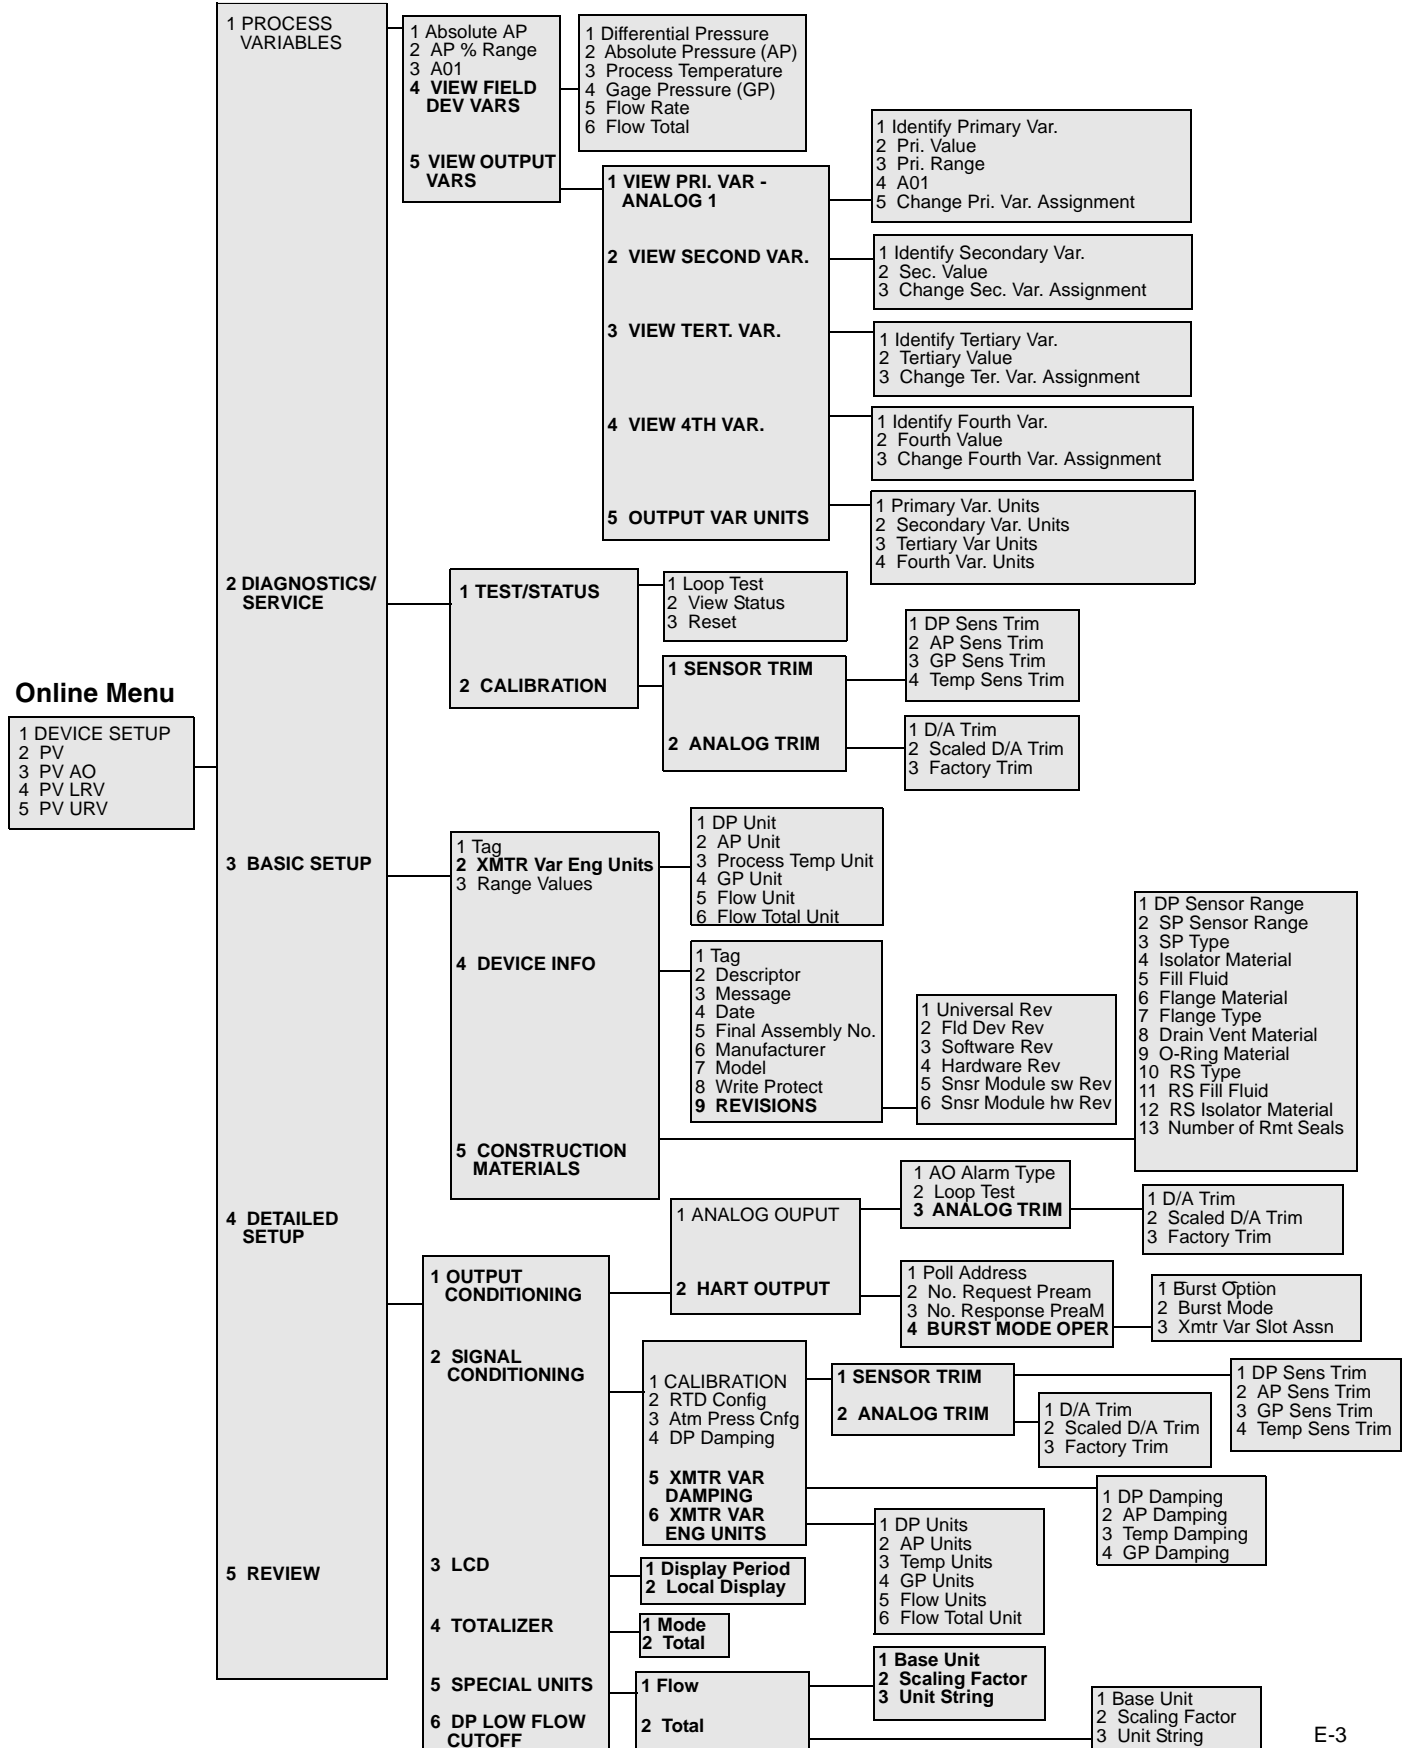 Online Menu
1 DEVICE SETUP
2 PV
3 PV AO
4 PV LRV
5 PV URV
1 PROCESS
VARIABLES
2 DIAGNOSTICS/
SERVICE
3 BASIC SETUP
4 DETAILED
SETUP
5 REVIEW
1 Absolute AP
2 AP % Range
3 A01
4 VIEW FIELD
DEV VARS
5 VIEW OUTPUT
VARS
1 Differential Pressure
2 Absolute Pressure (AP)
3 Process Temperature
4 Gage Pressure (GP)
5 Flow Rate
6 Flow Total
1 VIEW PRI. VAR -
ANALOG 1
2 VIEW SECOND VAR.
3 VIEW TERT. VAR.
4 VIEW 4TH VAR.
5 OUTPUT VAR UNITS
1 Identify Primary Var.
2 Pri. Value
3 Pri. Range
4 A01
5 Change Pri. Var. Assignment
1 Identify Secondary Var.
2 Sec. Value
3 Change Sec. Var. Assignment
1 Identify Tertiary Var.
2 Tertiary Value
3 Change Ter. Var. Assignment
1 Identify Fourth Var.
2 Fourth Value
3 Change Fourth Var. Assignment
1 Primary Var. Units
2 Secondary Var. Units
3 Tertiary Var Units
4 Fourth Var. Units
1 TEST/STATUS
2 CALIBRATION
1 Loop Test
2 View Status
3 Reset
1 SENSOR TRIM
2 ANALOG TRIM
1 DP Sens Trim
2 AP Sens Trim
3 GP Sens Trim
4 Temp Sens Trim
1 D/A Trim
2 Scaled D/A Trim
3 Factory Trim
1 Tag
2 XMTR Var Eng Units
3 Range Values
4 DEVICE INFO
5 CONSTRUCTION
MATERIALS
1 DP Unit
2 AP Unit
3 Process Temp Unit
4 GP Unit
5 Flow Unit
6 Flow Total Unit
1 Tag
2 Descriptor
3 Message
4 Date
5 Final Assembly No.
6 Manufacturer
7 Model
8 Write Protect
9 REVISIONS
1 Universal Rev
2 Fld Dev Rev
3 Software Rev
4 Hardware Rev
5 Snsr Module sw Rev
6 Snsr Module hw Rev
1 DP Sensor Range
2 SP Sensor Range
3 SP Type
4 Isolator Material
5 Fill Fluid
6 Flange Material
7 Flange Type
8 Drain Vent Material
9 O-Ring Material
10 RS Type
11 RS Fill Fluid
12 RS Isolator Material
13 Number of Rmt Seals
1 OUTPUT
CONDITIONING
2 SIGNAL
CONDITIONING
3 LCD
4 TOTALIZER
5 SPECIAL UNITS
6 DP LOW FLOW
CUTOFF
1 ANALOG OUPUT
2 HART OUTPUT
1 AO Alarm Type
2 Loop Test
3 ANALOG TRIM
1 D/A Trim
2 Scaled D/A Trim
3 Factory Trim
1 Poll Address
2 No. Request Pream
3 No. Response PreaM
4 BURST MODE OPER
1 Burst Option
2 Burst Mode
3 Xmtr Var Slot Assn
1 CALIBRATION
2 RTD Config
3 Atm Press Cnfg
4 DP Damping
5 XMTR VAR
DAMPING
6 XMTR VAR
ENG UNITS
1 SENSOR TRIM
2 ANALOG TRIM
1 DP Sens Trim
2 AP Sens Trim
3 GP Sens Trim
4 Temp Sens Trim
1 D/A Trim
2 Scaled D/A Trim
3 Factory Trim
1 DP Damping
2 AP Damping
3 Temp Damping
4 GP Damping
1 DP Units
2 AP Units
3 Temp Units
4 GP Units
5 Flow Units
6 Flow Total Unit
1 Display Period
2 Local Display
1 Mode
2 Total
1 Flow
2 Total
1 Base Unit
2 Scaling Factor
3 Unit String
1 Base Unit
2 Scaling Factor
3 Unit String
E-3